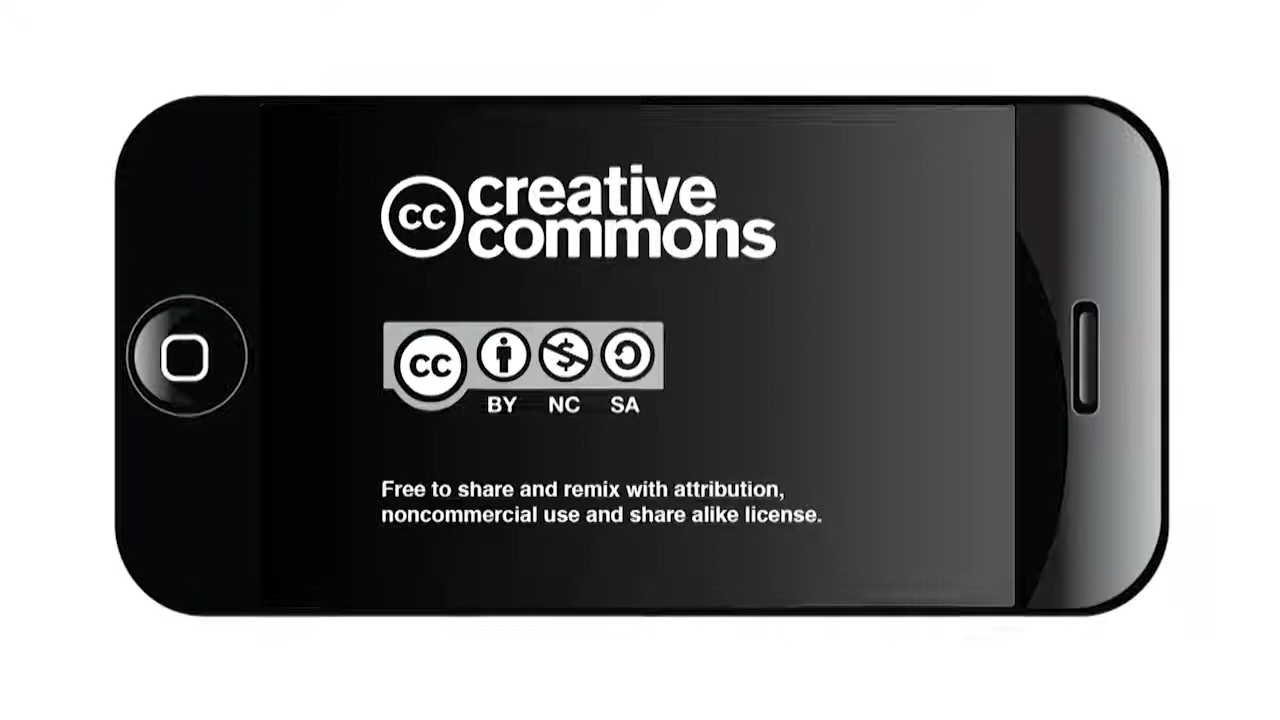 cc creative
commons
cc
BY NC SA
Free to share and remix with attribution,
noncommercial use and share alike license.